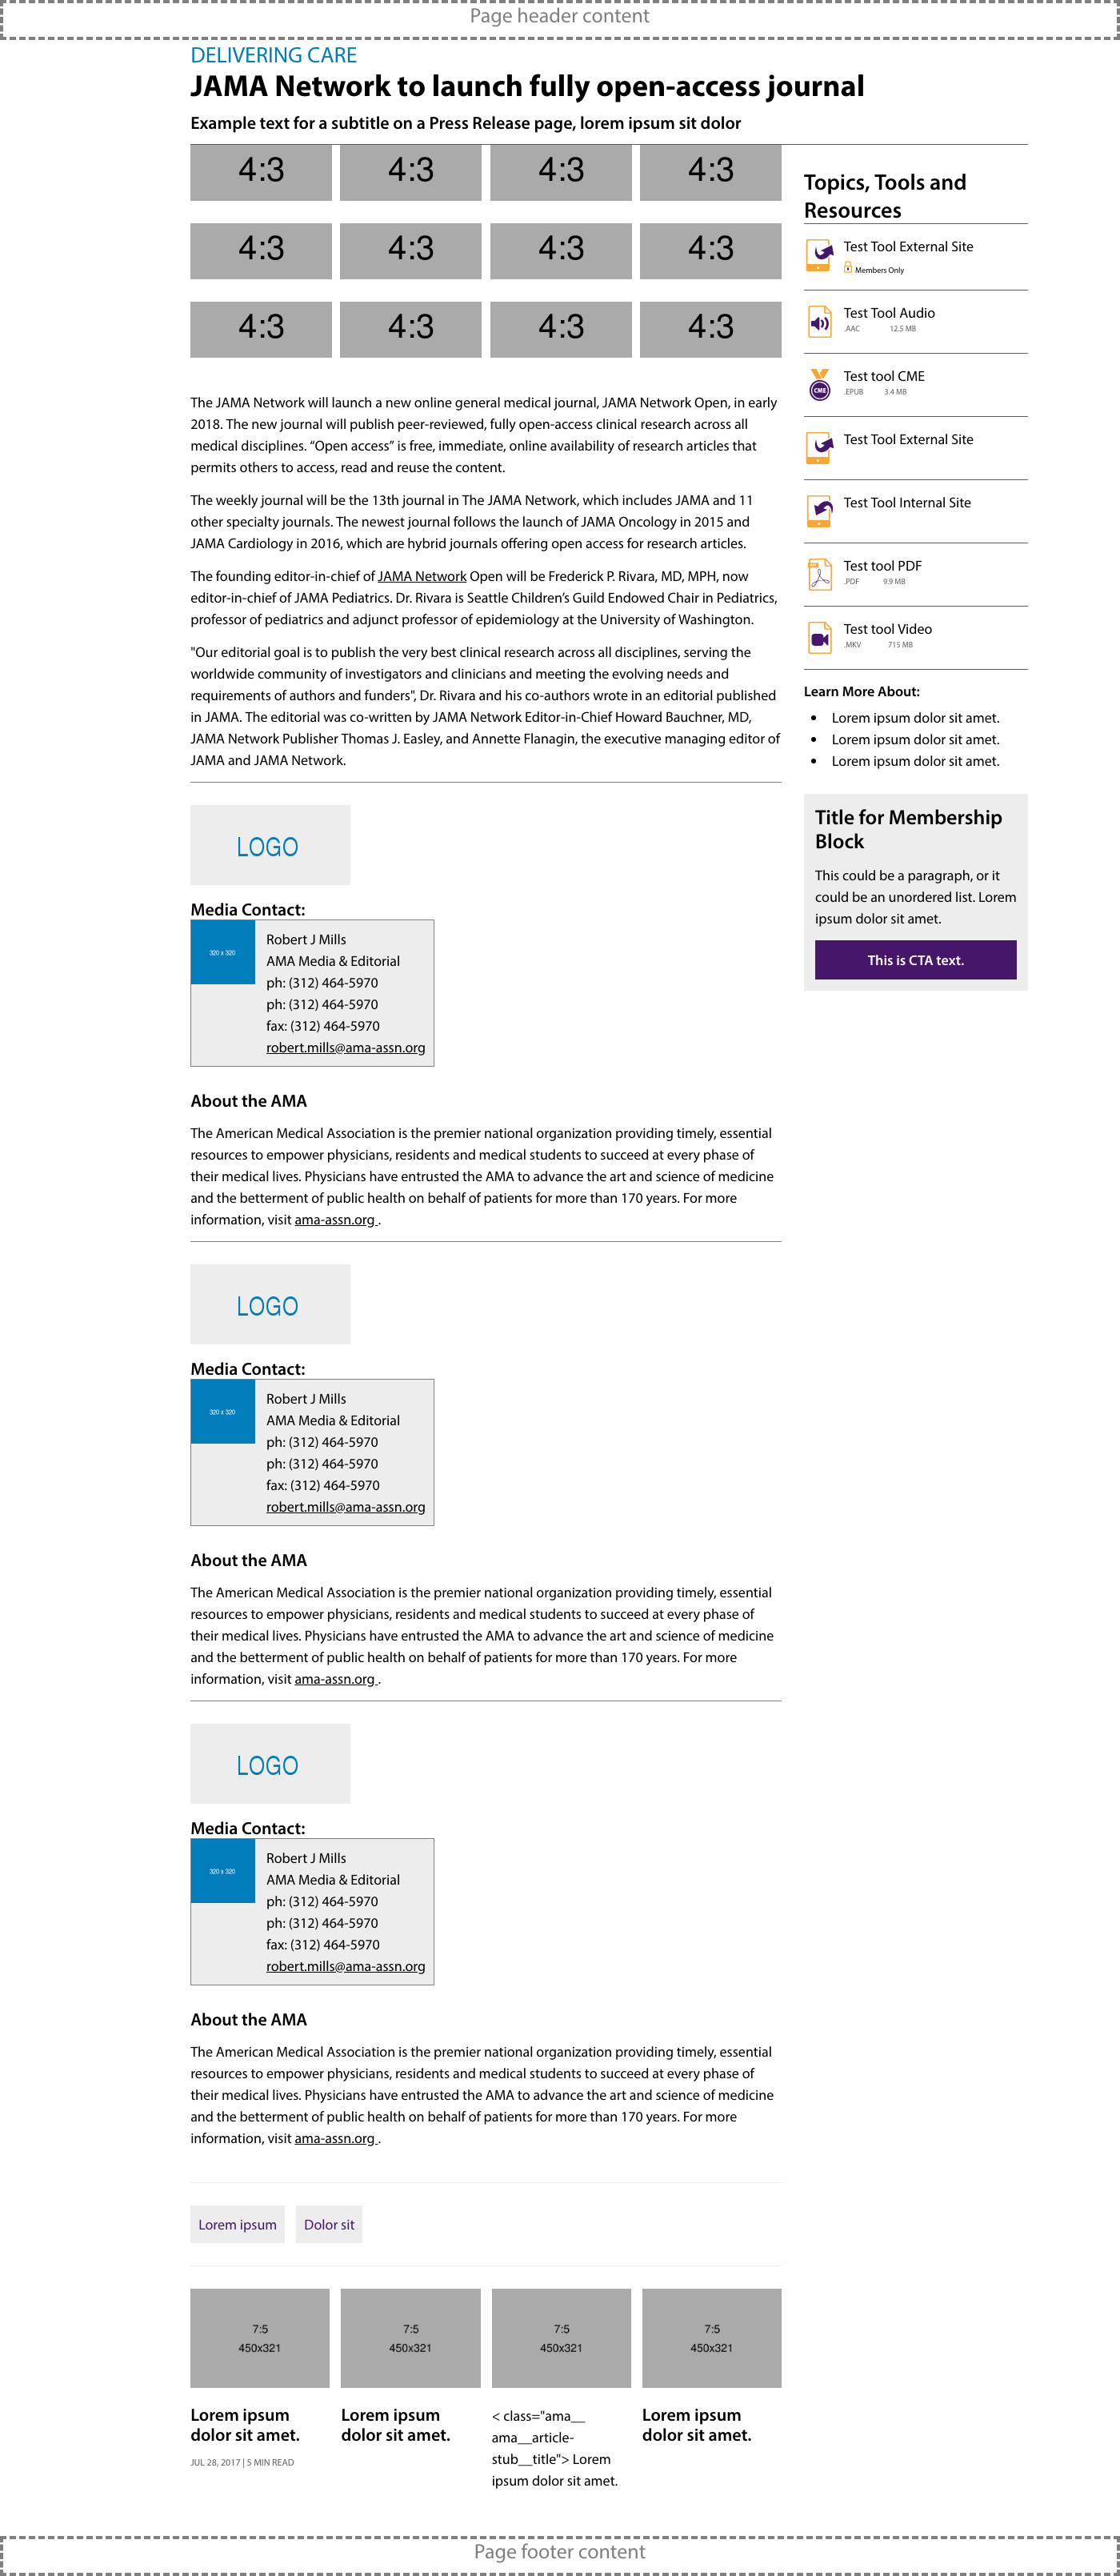 Page header content
DELIVERING CARE
JAMA Network to launch fully open-access journal
Example text for a subtitle on a Press Release page, lorem ipsum sit dolor
4:3 4:3 4:3 4:3
4:3 4:3 4:3 4:3
4:3 4:3 4:3 4:3
The JAMA Network will launch a new online general medical journal, JAMA Network Open, in early
2018. The new journal will publish peer-reviewed, fully open-access clinical research across all
medical disciplines. “Open access” is free, immediate, online availability of research articles that
permits others to access, read and reuse the content.
The weekly journal will be the 13th journal in The JAMA Network, which includes JAMA and 11
other specialty journals. The newest journal follows the launch of JAMA Oncology in 2015 and
JAMA Cardiology in 2016, which are hybrid journals offering open access for research articles.
The founding editor-in-chief of JAMA Network Open will be Frederick P. Rivara, MD, MPH, now
editor-in-chief of JAMA Pediatrics. Dr. Rivara is Seattle Children’s Guild Endowed Chair in Pediatrics,
professor of pediatrics and adjunct professor of epidemiology at the University of Washington.
"Our editorial goal is to publish the very best clinical research across all disciplines, serving the
worldwide community of investigators and clinicians and meeting the evolving needs and
requirements of authors and funders", Dr. Rivara and his co-authors wrote in an editorial published
in JAMA. The editorial was co-written by JAMA Network Editor-in-Chief Howard Bauchner, MD,
JAMA Network Publisher Thomas J. Easley, and Annette Flanagin, the executive managing editor of
JAMA and JAMA Network.
LOGO
Media Contact:
320 x 320
Robert J Mills
AMA Media & Editorial
ph: (312) 464-5970
ph: (312) 464-5970
fax: (312) 464-5970
robert.mills@ama-assn.org
About the AMA
The American Medical Association is the premier national organization providing timely, essential
resources to empower physicians, residents and medical students to succeed at every phase of
their medical lives. Physicians have entrusted the AMA to advance the art and science of medicine
and the betterment of public health on behalf of patients for more than 170 years. For more
information, visit ama-assn.org .
LOGO
Media Contact:
320 x 320
Robert J Mills
AMA Media & Editorial
ph: (312) 464-5970
ph: (312) 464-5970
fax: (312) 464-5970
robert.mills@ama-assn.org
About the AMA
The American Medical Association is the premier national organization providing timely, essential
resources to empower physicians, residents and medical students to succeed at every phase of
their medical lives. Physicians have entrusted the AMA to advance the art and science of medicine
and the betterment of public health on behalf of patients for more than 170 years. For more
information, visit ama-assn.org .
LOGO
Media Contact:
320 x 320
Robert J Mills
AMA Media & Editorial
ph: (312) 464-5970
ph: (312) 464-5970
fax: (312) 464-5970
robert.mills@ama-assn.org
About the AMA
The American Medical Association is the premier national organization providing timely, essential
resources to empower physicians, residents and medical students to succeed at every phase of
their medical lives. Physicians have entrusted the AMA to advance the art and science of medicine
and the betterment of public health on behalf of patients for more than 170 years. For more
information, visit ama-assn.org .
Lorem ipsum
Dolor sit
7:5
450x321
Lorem ipsum
dolor sit amet.
JUL 28, 2017 | 5 MIN READ
7:5
450x321
Lorem ipsum
dolor sit amet.
7:5
450x321
< class="ama__
ama__article-
stub__title"> Lorem
ipsum dolor sit amet.
7:5
450x321
Lorem ipsum
dolor sit amet.
Topics, Tools and
Resources
Test Tool External Site
Members Only
Test Tool Audio
.AAC 12.5 MB
CME
Test tool CME
.EPUB 3.4 MB
Test Tool External Site
Test Tool Internal Site
Test tool PDF
.PDF 9.9 MB
Test tool Video
.MKV 715 MB
Learn More About:
Lorem ipsum dolor sit amet.
Lorem ipsum dolor sit amet.
Lorem ipsum dolor sit amet.
Title for Membership
Block
This could be a paragraph, or it
could be an unordered list. Lorem
ipsum dolor sit amet.
This is CTA text.
Page footer content